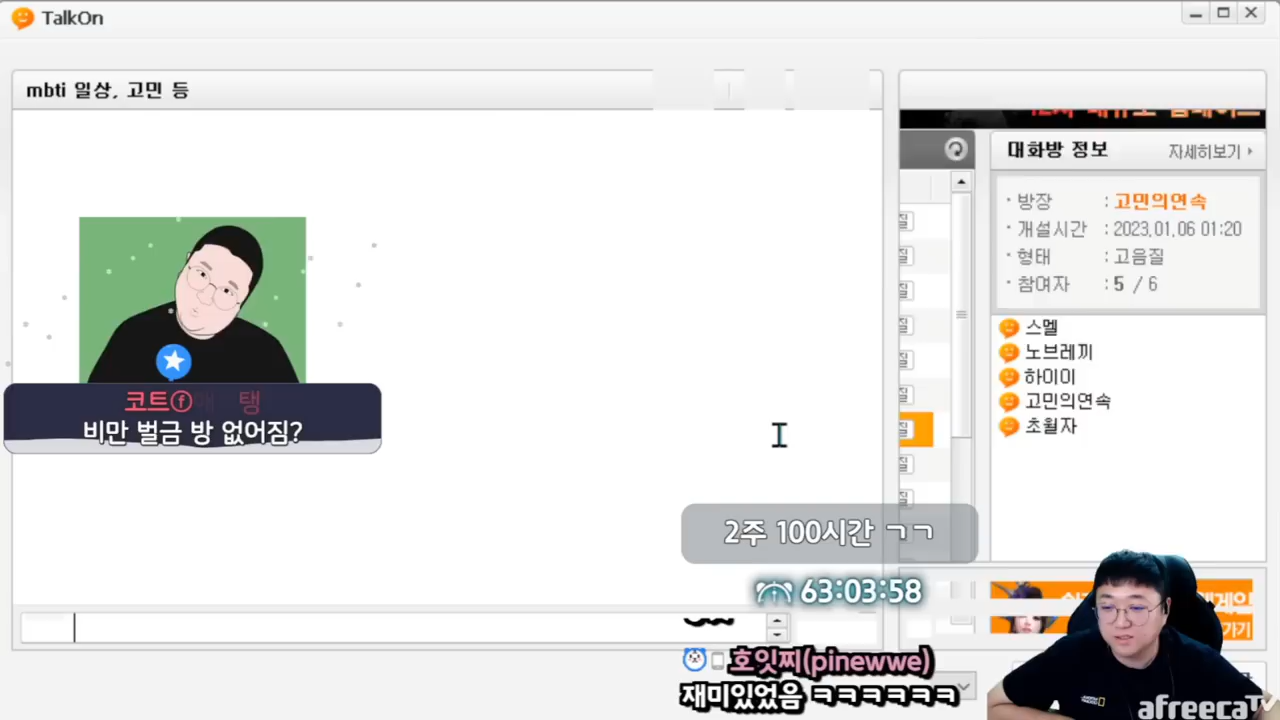 TalkOn
mbti 일상, 고민 등
대화방 정보
자세히보기
방장 : 고민의연속
개설시간 : 2023.01.06 01:20
형태 : 고음질
참여자 : 5 / 6
스멜
노브레끼
하이이
고민의연속
초월자
코트ⓕ 탱
비만 벌금 방 없어짐?
2주 100시간 ㄱㄱ
63:03:58
호잇찌(pinewwe)
재미있었음 ㅋㅋㅋㅋㅋㅋ
afreecaTV